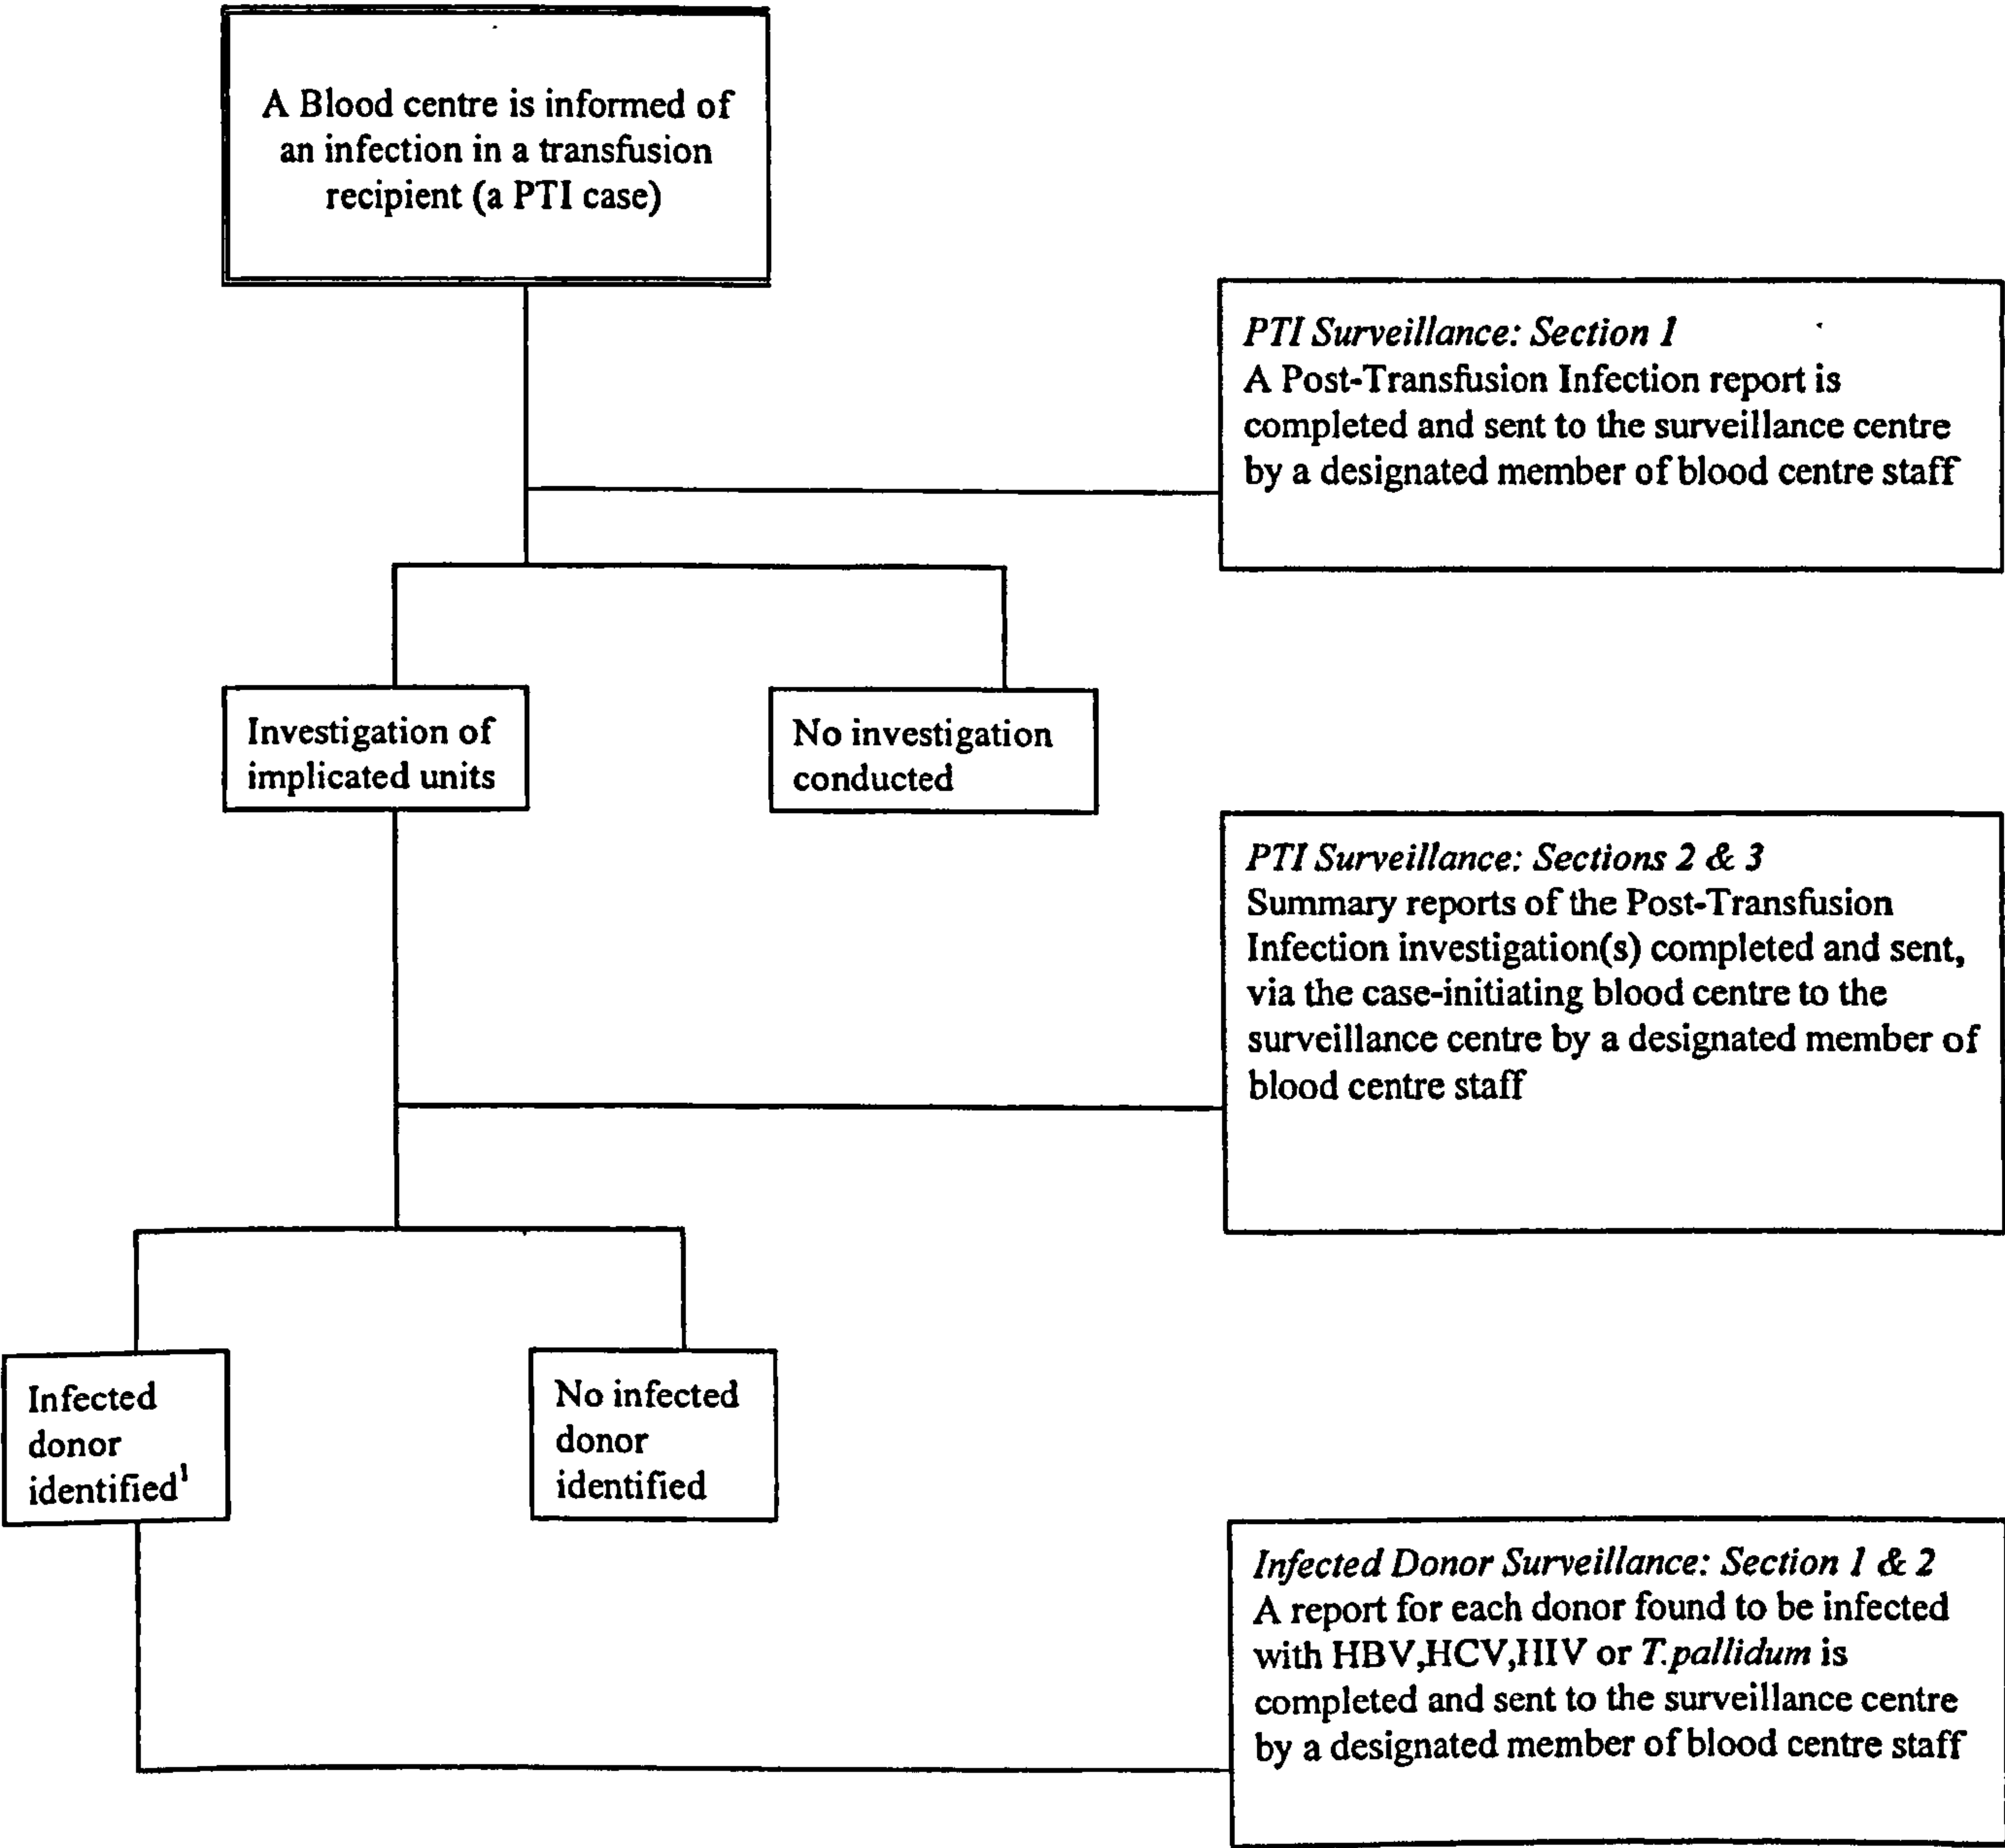 A Blood centre is informed of
an infection in a transfusion
recipient (a PTI case)
PTI Surveillance: Section 1
A Post-Transfusion Infection report is
completed and sent to the surveillance centre
by a designated member of blood centre staff
Investigation of
implicated units
No investigation
conducted
PTI Surveillance: Sections 2 & 3
Summary reports of the Post-Transfusion
Infection investigation(s) completed and sent,
via the case-initiating blood centre to the
surveillance centre by a designated member of
blood centre staff
Infected
donor
identified¹
No infected
donor
identified
Infected Donor Surveillance: Section 1 & 2
A report for each donor found to be infected
with HBV,HCV,HIV or T.pallidum is
completed and sent to the surveillance centre
by a designated member of blood centre staff